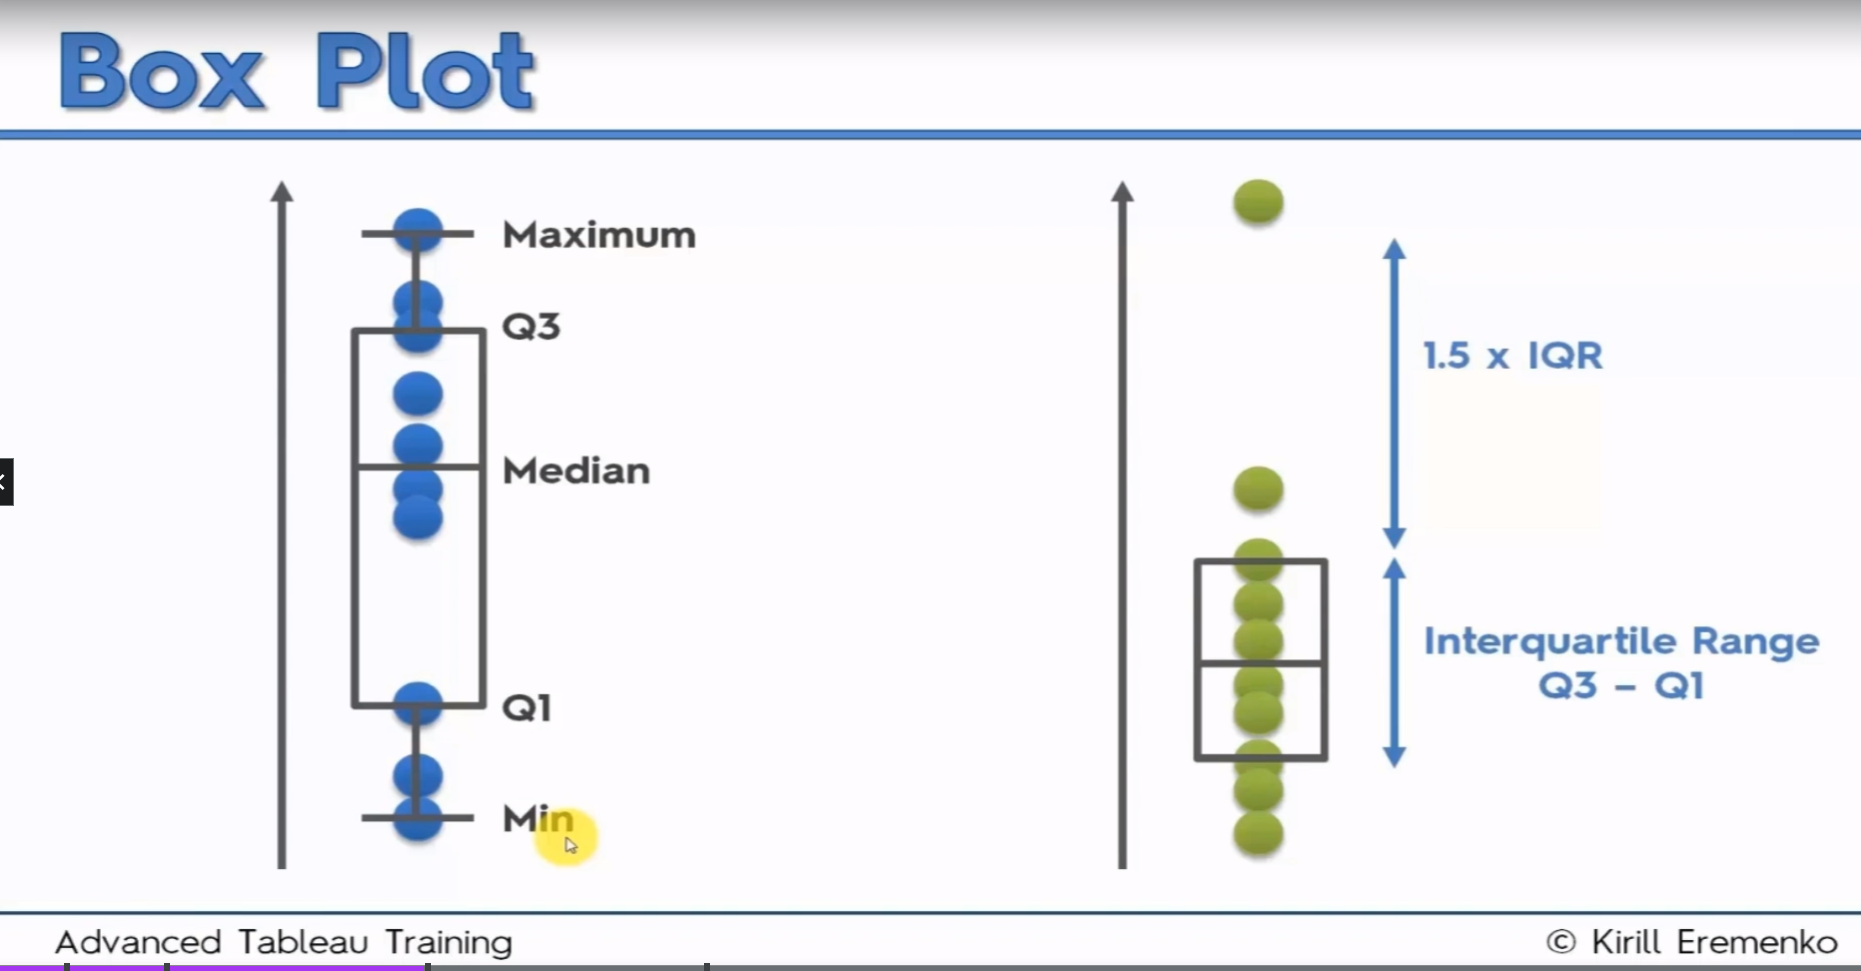 Box Plot
Maximum
Q3
Median
Q1
Min
1.5 x IQR
Interquartile Range
Q3 – Q1
Advanced Tableau Training
© Kirill Eremenko